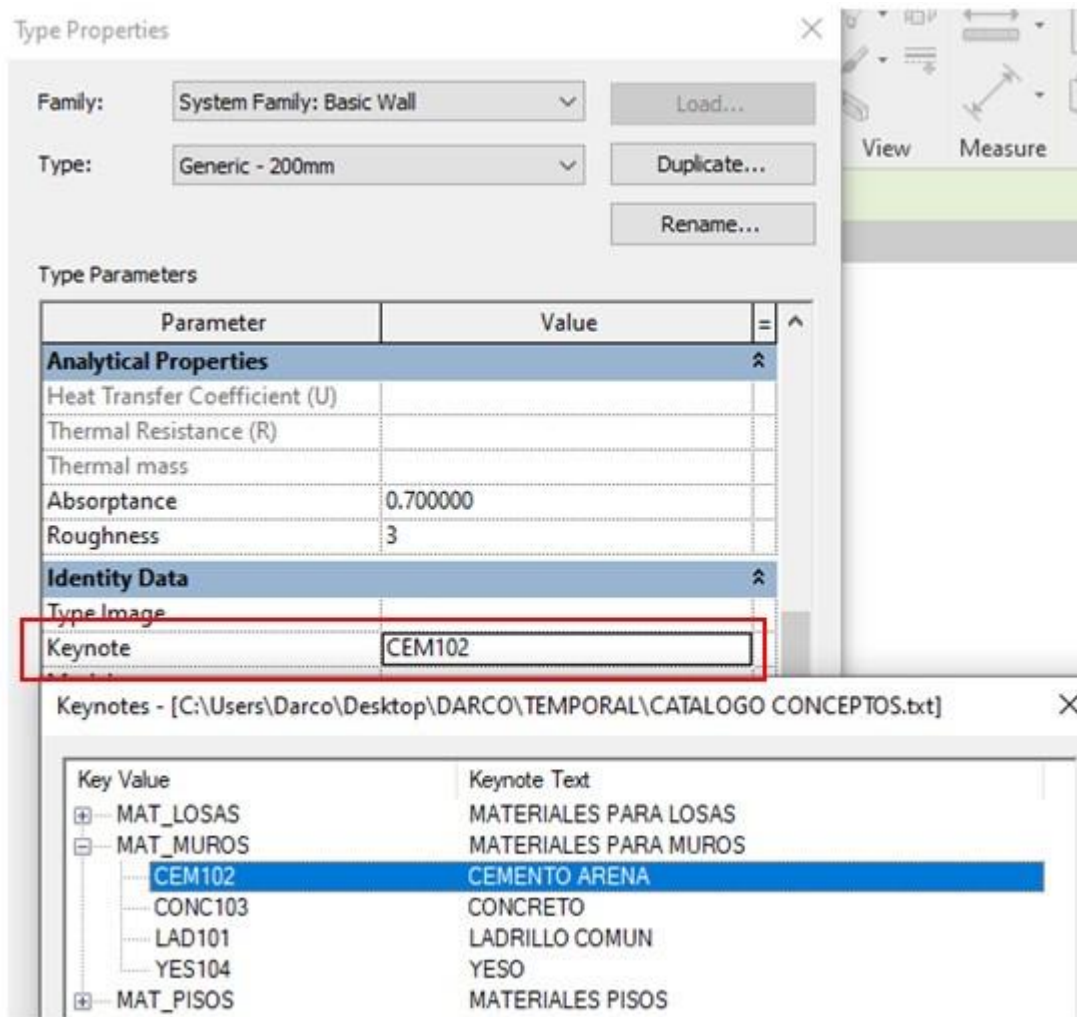 Type Properties
Family: System Family: Basic Wall Load...
View Measure
Type: Generic - 200mm Duplicate...
Rename...
Type Parameters
Parameter Value =
Analytical Properties
Heat Transfer Coefficient (U)
Thermal Resistance (R)
Thermal mass
Absorptance 0.700000
Roughness 3
Identity Data
Type Image
Keynote CEM102
Keynotes - [C:\Users\Darco\Desktop\DARCO\TEMPORAL\CATALOGO CONCEPTOS.txt]
Key Value Keynote Text
MAT_LOSAS MATERIALES PARA LOSAS
MAT_MUROS MATERIALES PARA MUROS
CEM102 CEMENTO ARENA
CONC103 CONCRETO
LAD101 LADRILLO COMUN
YES104 YESO
MAT_PISOS MATERIALES PISOS